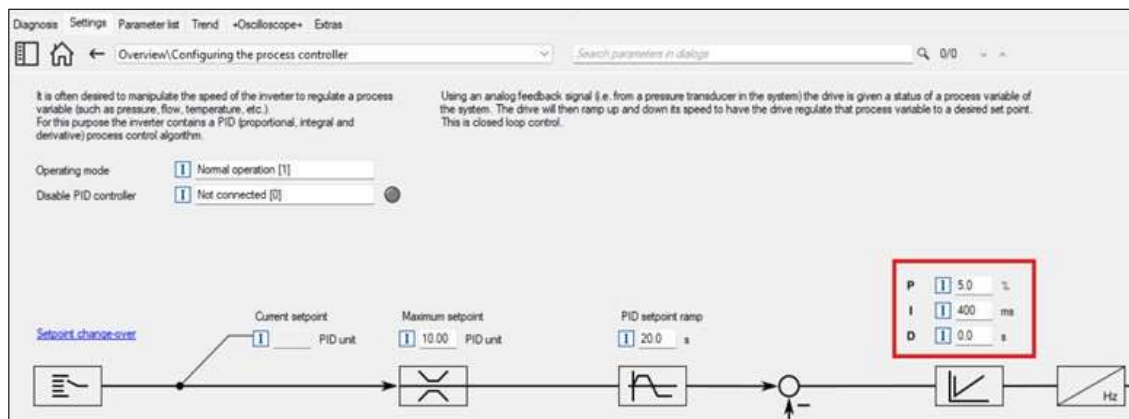 Diagnosis Settings Parameter list Trend +Oscilloscope+ Extras
Overview\Configuring the process controller
Search parameters in dialogs
0/0
It is often desired to manipulate the speed of the inverter to regulate a process
variable (such as pressure, flow, temperature, etc.).
For this purpose the inverter contains a PID (proportional, integral and
derivative) process control algorithm.
Using an analog feedback signal (i.e. from a pressure transducer in the system) the drive is given a status of a process variable of
the system. The drive will then ramp up and down its speed to have the drive regulate that process variable to a desired set point.
This is closed loop control.
Operating mode I Normal operation [1]
Disable PID controller I Not connected [0]
P I 5.0 %
I I 400 ms
D I 0.0 s
Setpoint change-over
Current setpoint
I PID unit
Maximum setpoint
I 10.00 PID unit
PID setpoint ramp
I 20.0 s
Hz